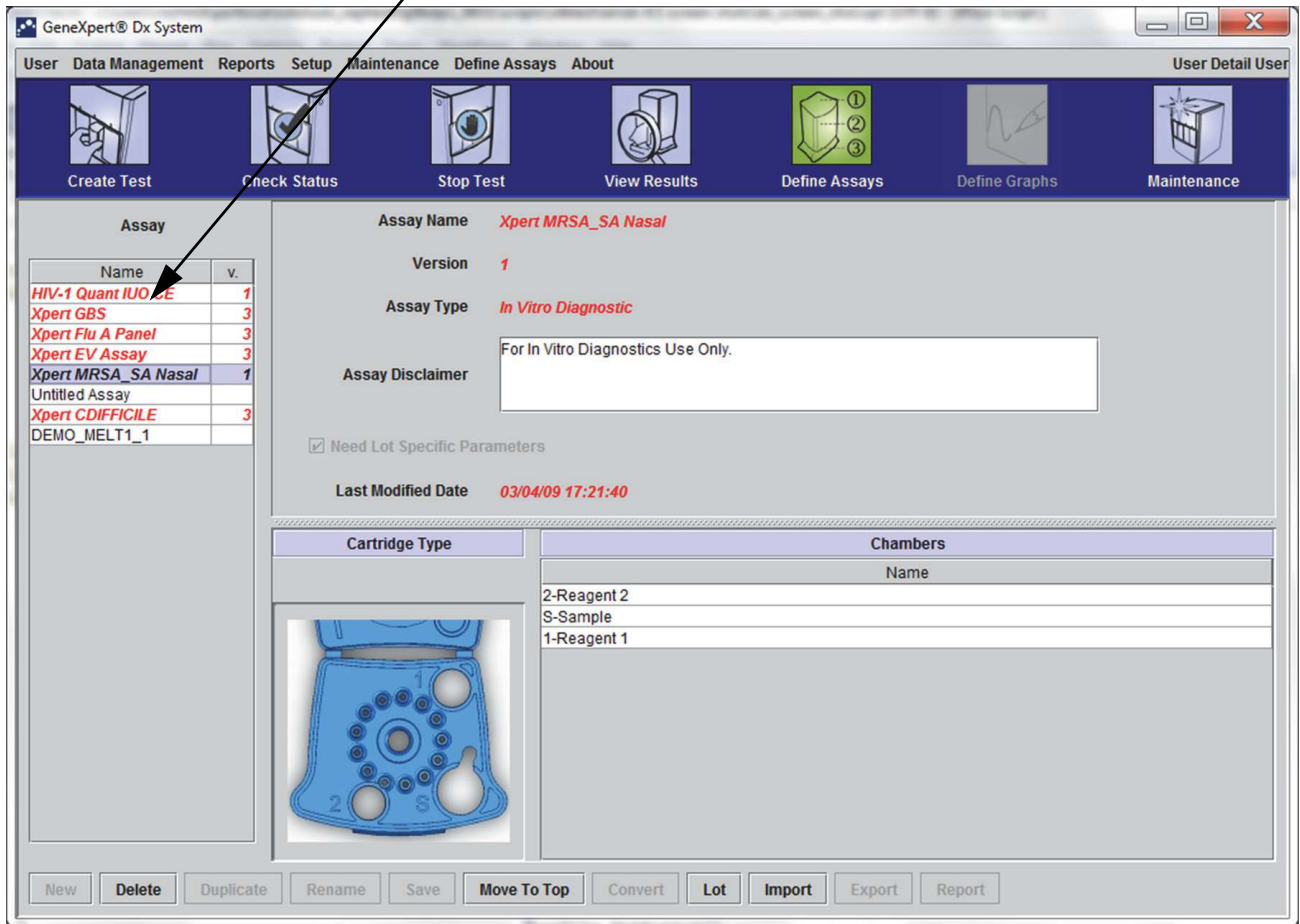 GeneXpert® Dx System
User Data Management Reports Setup Maintenance Define Assays About User Detail User
1
2
3
Create Test Check Status Stop Test View Results Define Assays Define Graphs Maintenance
Assay
Name v.
HIV-1 Quant IUO CE 1
Xpert GBS 3
Xpert Flu A Panel 3
Xpert EV Assay 3
Xpert MRSA_SA Nasal 1
Untitled Assay
Xpert CDIFFICILE 3
DEMO_MELT1_1
Assay Name Xpert MRSA_SA Nasal
Version 1
Assay Type In Vitro Diagnostic
Assay Disclaimer For In Vitro Diagnostics Use Only.
Need Lot Specific Parameters
Last Modified Date 03/04/09 17:21:40
Cartridge Type
1
2 S
Chambers
Name
2-Reagent 2
S-Sample
1-Reagent 1
New Delete Duplicate Rename Save Move To Top Convert Lot Import Export Report